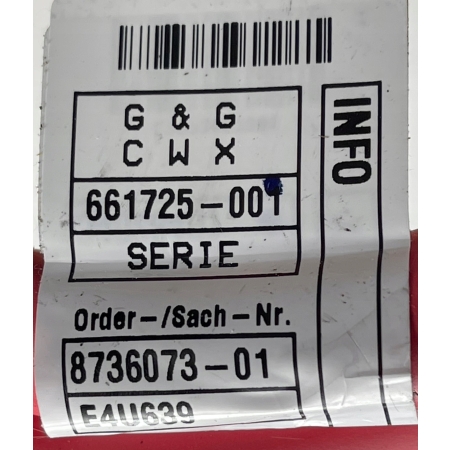 G & G
C W X
661725-001
SERIE
Order-/Sach-Nr.
8736073-01
E4U639
INFO